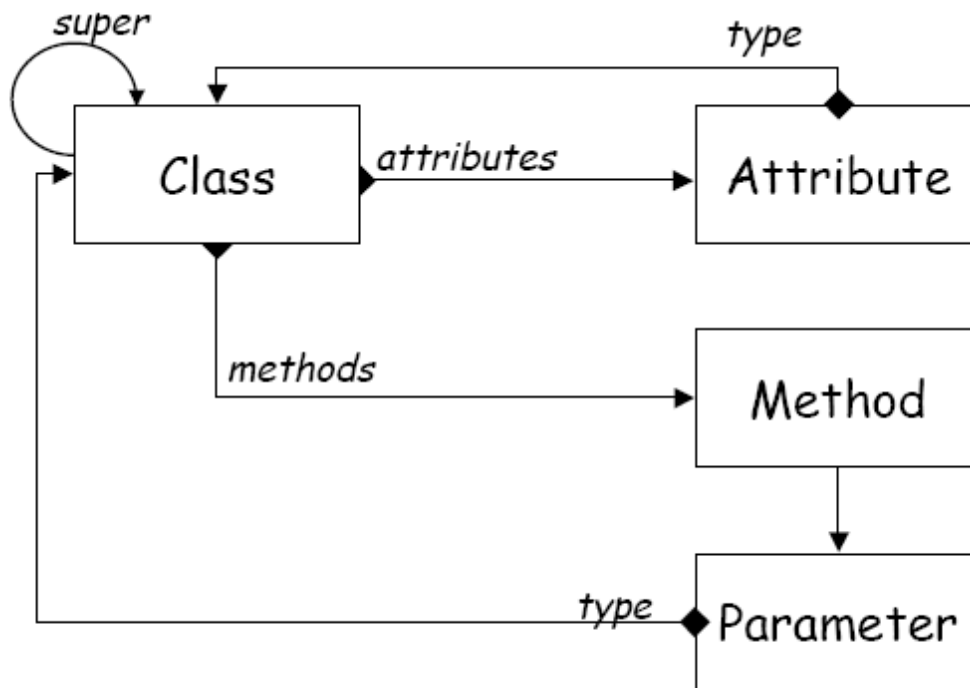 super
type
Class
attributes
Attribute
methods
Method
type
Parameter